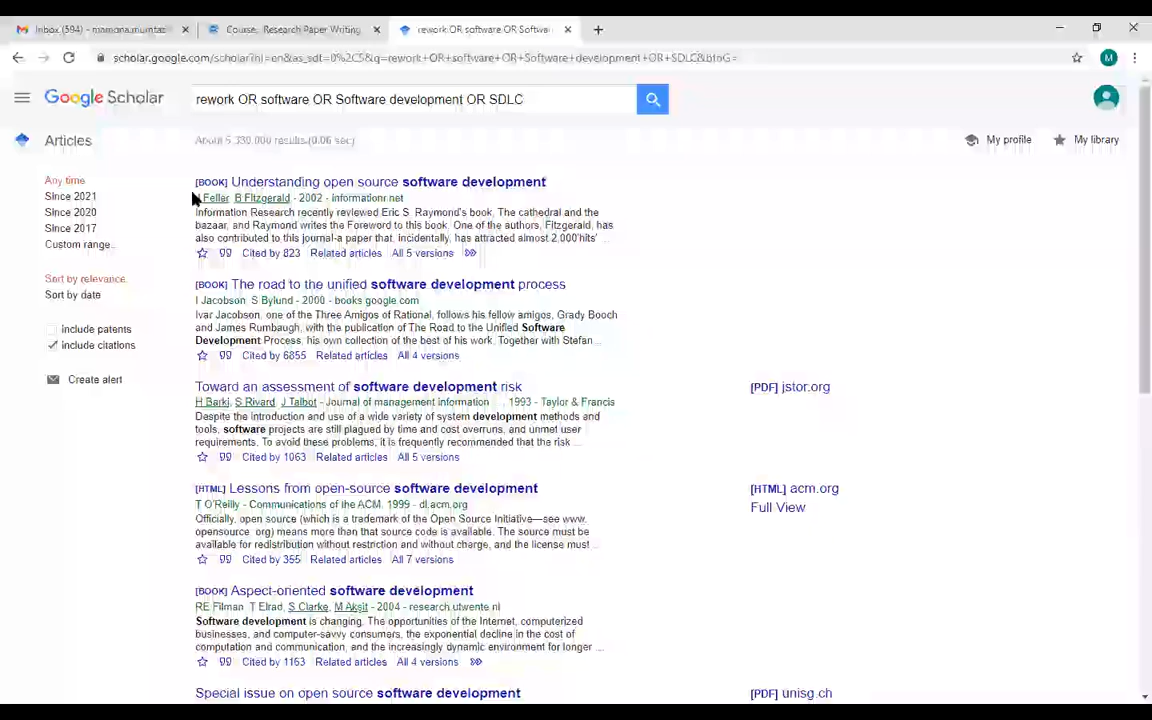 Inbox (594) - mamona.mumtaz
Course: Research Paper Writing
rework OR software OR Softwa
scholar.google.com/scholar?hl=en&as_sdt=0%2C5&q=rework+OR+software+OR+Software+development+OR+SDLC&btnG=
M
Google Scholar
rework OR software OR Software development OR SDLC
Articles
About 5,330,000 results (0.06 sec)
My profile
My library
Any time
Since 2021
Since 2020
Since 2017
Custom range...
Sort by relevance
Sort by date
include patents
include citations
Create alert
[BOOK] Understanding open source software development
J Feller, B Fitzgerald - 2002 - informationr.net
Information Research recently reviewed Eric S. Raymond's book, The cathedral and the
bazaar, and Raymond writes the Foreword to this book. One of the authors, Fitzgerald, has
also contributed to this journal-a paper that, incidentally, has attracted almost 2,000'hits' ...
Cited by 823 Related articles All 5 versions
[BOOK] The road to the unified software development process
I Jacobson, S Bylund - 2000 - books.google.com
Ivar Jacobson, one of the Three Amigos of Rational, follows his fellow amigos, Grady Booch
and James Rumbaugh, with the publication of The Road to the Unified Software
Development Process, his own collection of the best of his work. Together with Stefan ...
Cited by 6855 Related articles All 4 versions
Toward an assessment of software development risk
[PDF] jstor.org
H Barki, S Rivard, J Talbot - Journal of management information ..., 1993 - Taylor & Francis
Despite the introduction and use of a wide variety of system development methods and
tools, software projects are still plagued by time and cost overruns, and unmet user
requirements. To avoid these problems, it is frequently recommended that the risk ...
Cited by 1063 Related articles All 5 versions
[HTML] Lessons from open-source software development
[HTML] acm.org
T O'Reilly - Communications of the ACM, 1999 - dl.acm.org
Full View
Officially, open source (which is a trademark of the Open Source Initiative—see www.
opensource. org) means more than that source code is available. The source must be
available for redistribution without restriction and without charge, and the license must ...
Cited by 355 Related articles All 7 versions
[BOOK] Aspect-oriented software development
RE Filman, T Elrad, S Clarke, M Akşit - 2004 - research.utwente.nl
Software development is changing. The opportunities of the Internet, computerized
businesses, and computer-savvy consumers, the exponential decline in the cost of
computation and communication, and the increasingly dynamic environment for longer ...
Cited by 1153 Related articles All 4 versions
Special issue on open source software development
[PDF] unisg.ch